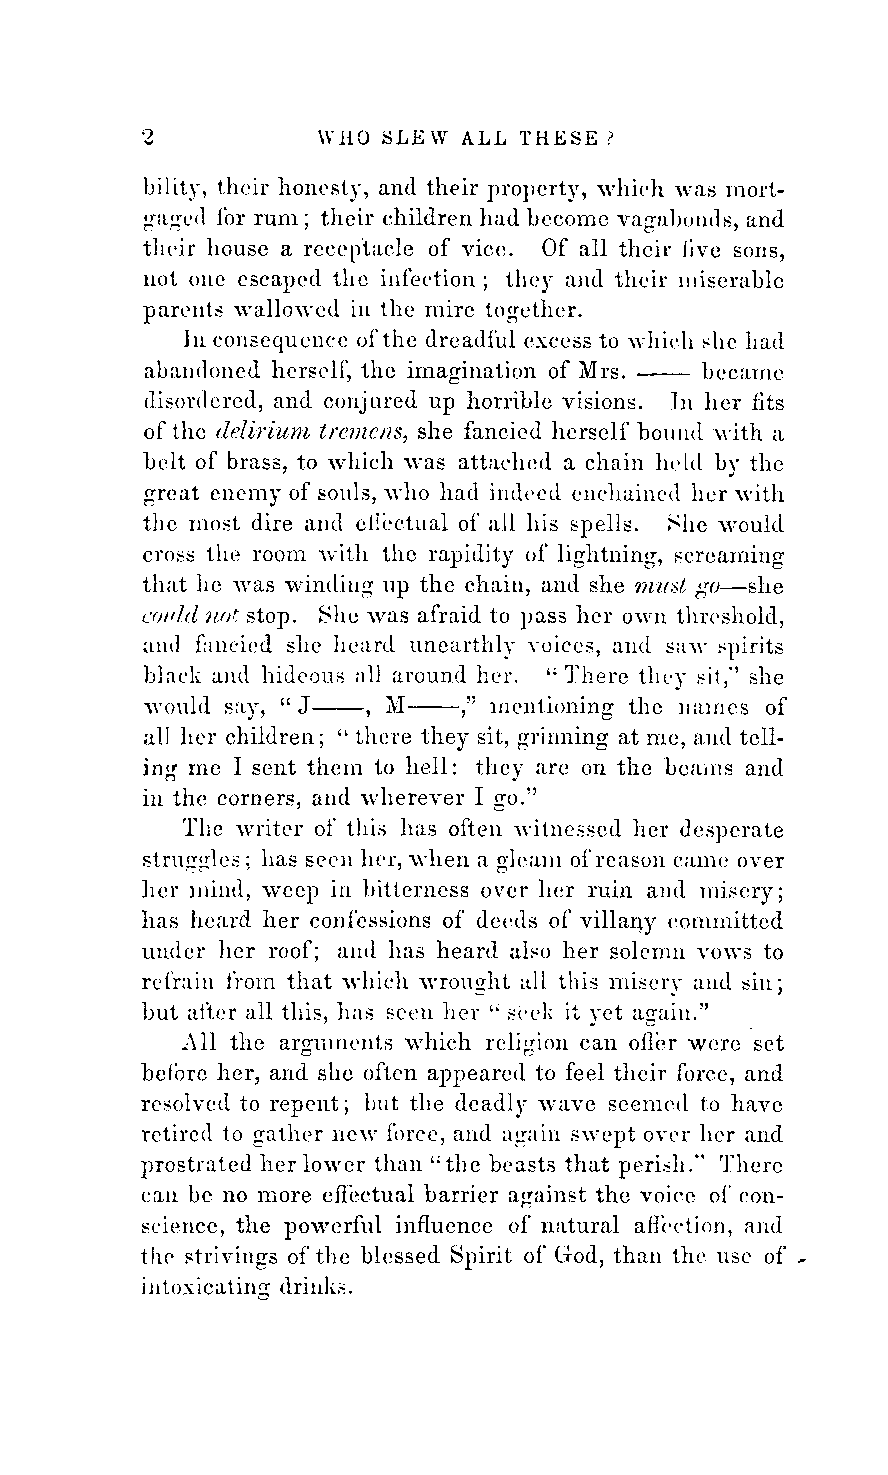 2 WHO SLEW ALL THESE?
bility, their honesty, and their property, which was mort-
gaged for rum; their children had become vagabonds, and
their house a receptacle of vice. Of all their five sons,
not one escaped the infection; they and their miserable
parents wallowed in the mire together.
In consequence of the dreadful excess to which she had
abandoned herself, the imagination of Mrs. —— became
disordered, and conjured up horrible visions. In her fits
of the delirium tremens, she fancied herself bound with a
belt of brass, to which was attached a chain held by the
great enemy of souls, who had indeed enchained her with
the most dire and effectual of all his spells. She would
cross the room with the rapidity of lightning, screaming
that he was winding up the chain, and she must go—she
could not stop. She was afraid to pass her own threshold,
and fancied she heard unearthly voices, and saw spirits
black and hideous all around her. “There they sit,” she
would say, “J——, M——,” mentioning the names of
all her children; “there they sit, grinning at me, and tell-
ing me I sent them to hell: they are on the beams and
in the corners, and wherever I go.”
The writer of this has often witnessed her desperate
struggles; has seen her, when a gleam of reason came over
her mind, weep in bitterness over her ruin and misery;
has heard her confessions of deeds of villany committed
under her roof; and has heard also her solemn vows to
refrain from that which wrought all this misery and sin;
but after all this, has seen her “seek it yet again.”
All the arguments which religion can offer were set
before her, and she often appeared to feel their force, and
resolved to repent; but the deadly wave seemed to have
retired to gather new force, and again swept over her and
prostrated her lower than “the beasts that perish.” There
can be no more effectual barrier against the voice of con-
science, the powerful influence of natural affection, and
the strivings of the blessed Spirit of God, than the use of
intoxicating drinks.